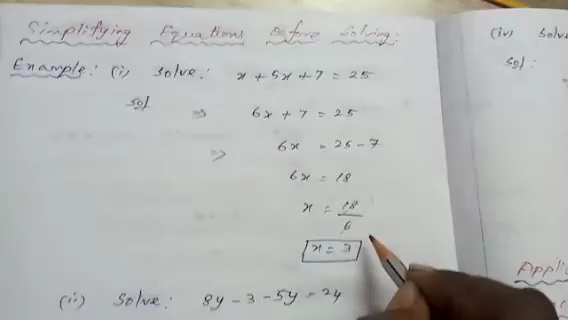 Simplifying Equations Before Solving:
Example: (i) Solve: x + 5x + 7 = 25
Sol ⇒ 6x + 7 = 25
⇒ 6x = 25 - 7
6x = 18
x = 18/6
x = 3
(ii) Solve: 8y - 3 - 5y = 24
(iv) Solve
Sol:
Appli